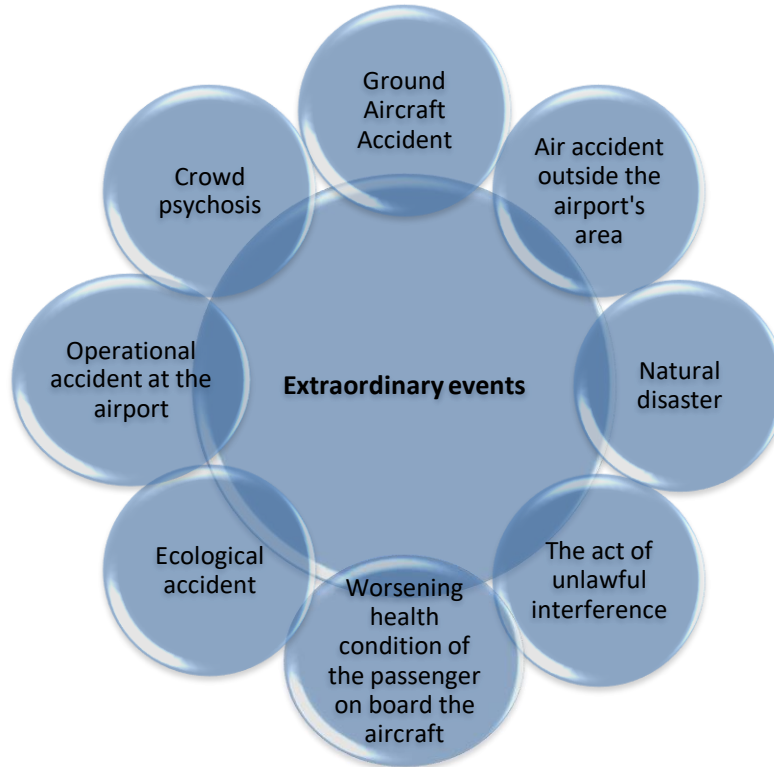 Ground
Aircraft
Accident
Air accident
outside the
airport's
area
Natural
disaster
The act of
unlawful
interference
Worsening
health
condition of
the passenger
on board the
aircraft
Ecological
accident
Operational
accident at the
airport
Crowd
psychosis
Extraordinary events